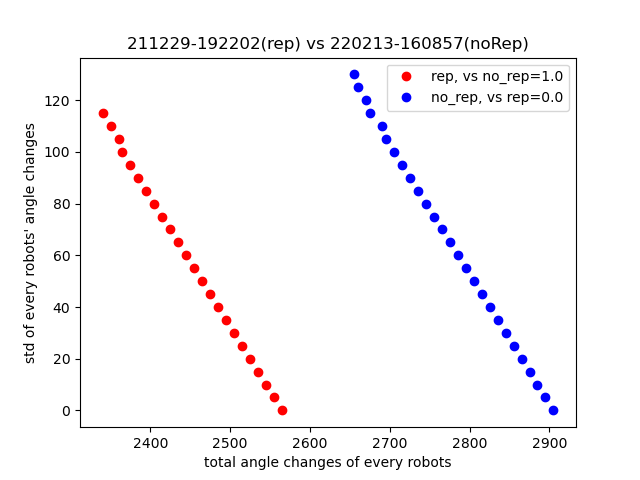 211229-192202(rep) vs 220213-160857(noRep)
rep, vs no_rep=1.0
no_rep, vs rep=0.0
std of every robots' angle changes
120
100
80
60
40
20
0
2400 2500 2600 2700 2800 2900
total angle changes of every robots